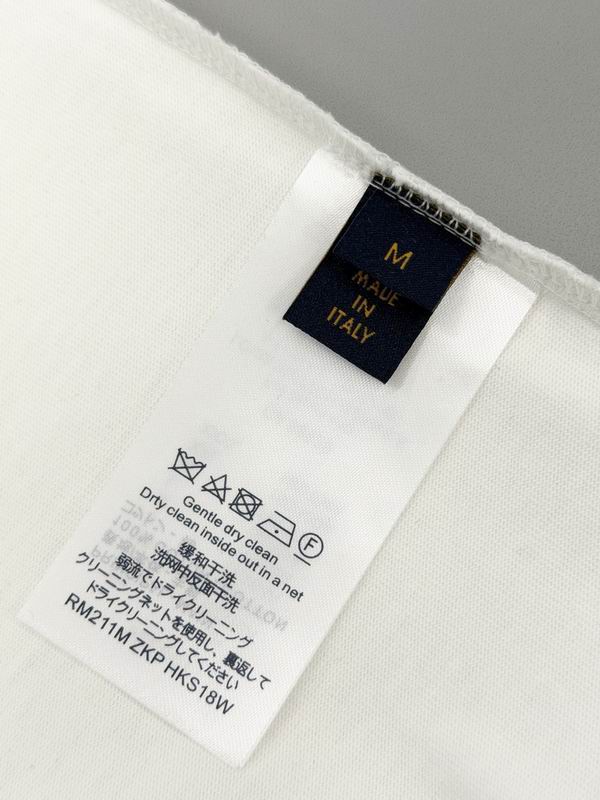 M
MADE
IN
ITALY
F
Gentle dry clean
Drty clean inside out in a net
缓和干洗
洗网中反面干洗
弱流でドライクリーニング
クリーニングネットを使用し、裏返して
ドライクリーニングしてください
RM211M ZKP HKS18W